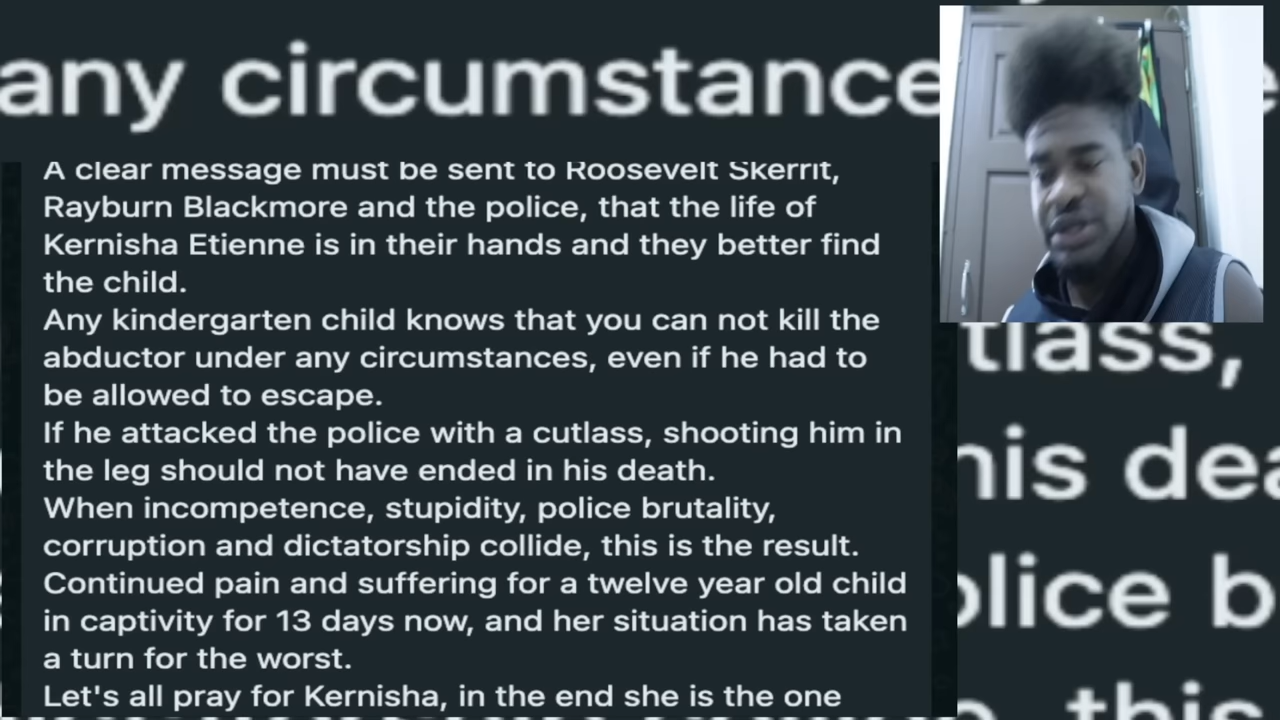 any circumstance
A clear message must be sent to Roosevelt Skerrit,
Rayburn Blackmore and the police, that the life of
Kernisha Etienne is in their hands and they better find
the child.
Any kindergarten child knows that you can not kill the
abductor under any circumstances, even if he had to
be allowed to escape.
If he attacked the police with a cutlass, shooting him in
the leg should not have ended in his death.
When incompetence, stupidity, police brutality,
corruption and dictatorship collide, this is the result.
Continued pain and suffering for a twelve year old child
in captivity for 13 days now, and her situation has taken
a turn for the worst.
Let's all pray for Kernisha, in the end she is the one
tlass,
his dea
olice b
, this